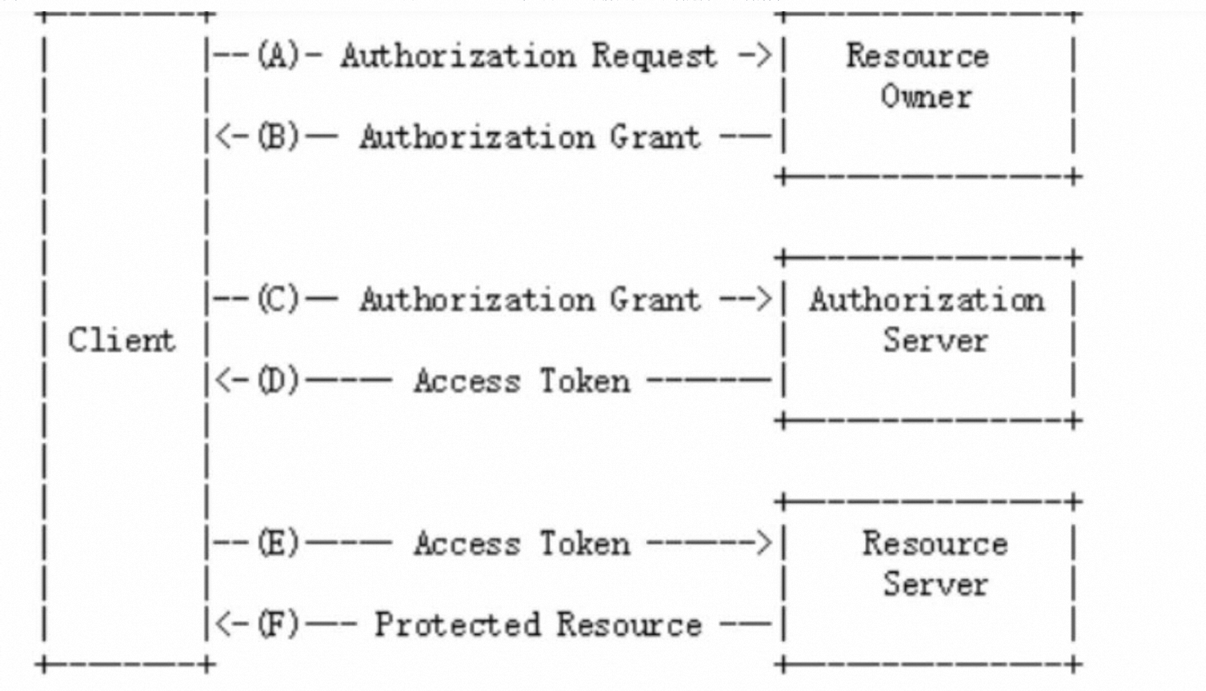 +--------+                               +---------------+
|        |--(A)- Authorization Request ->|   Resource    |
|        |                               |     Owner     |
|        |<-(B)-- Authorization Grant ---|               |
|        |                               +---------------+
|        |
|        |                               +---------------+
|        |--(C)-- Authorization Grant -->| Authorization |
| Client |                               |     Server    |
|        |<-(D)----- Access Token -------|               |
|        |                               +---------------+
|        |
|        |                               +---------------+
|        |--(E)----- Access Token ------>|    Resource   |
|        |                               |     Server    |
|        |<-(F)--- Protected Resource ---|               |
+--------+                               +---------------+